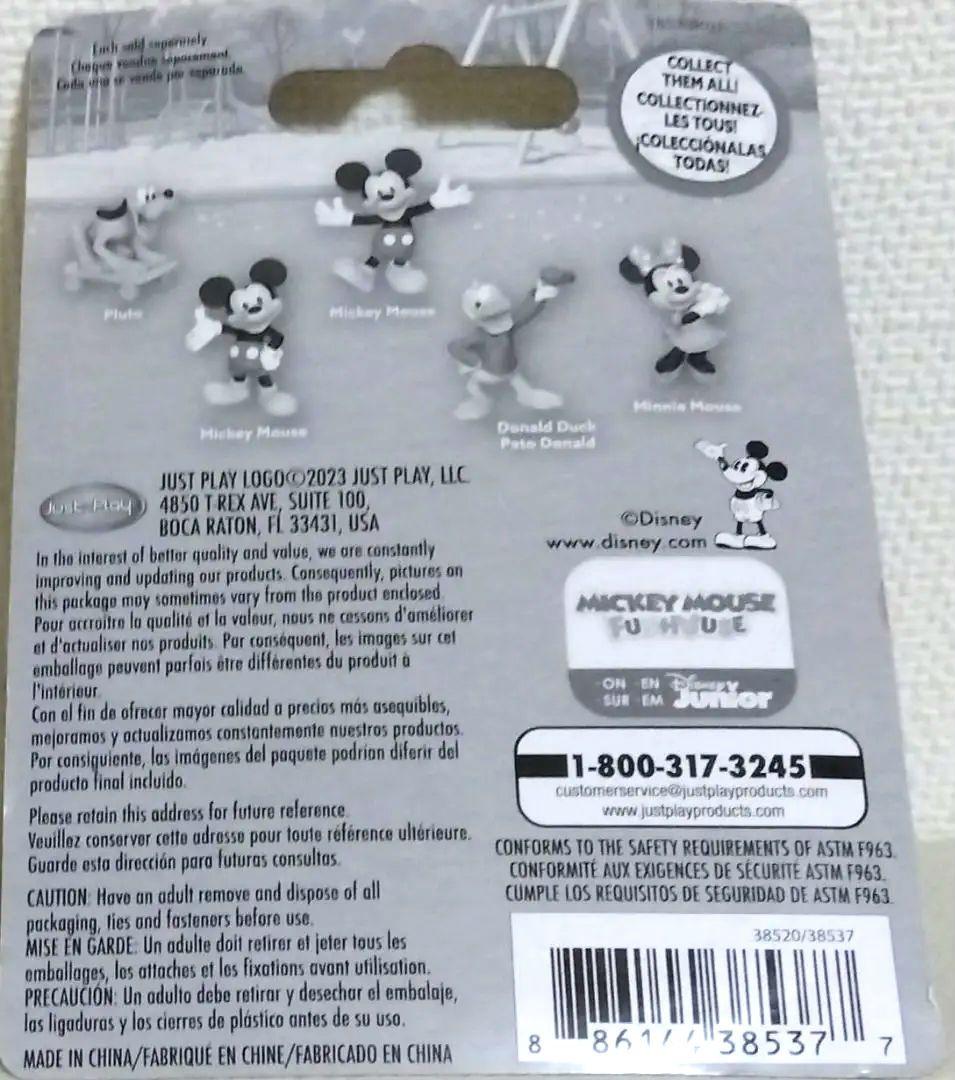 Each sold separately
Chaque vendus séparement
Cada una se vende por separado
COLLECT
THEM ALL!
COLLECTIONNEZ-
LES TOUS!
¡COLECCIÓNALAS
TODAS!
Pluto
Mickey Mouse
Mickey Mouse
Donald Duck
Pato Donald
Minnie Mouse
Just Play
JUST PLAY LOGO©2023 JUST PLAY, LLC
4850 T-REX AVE, SUITE 100,
BOCA RATON, FL 33431, USA
©Disney
www.disney.com
In the interest of better quality and value, we are constantly
improving and updating our products. Consequently, pictures on
this package may sometimes vary from the product enclosed.
Pour accroître la qualité et la valeur, nous ne cessons d'améliorer
et d'actualiser nos produits. Par conséquent, les images sur cet
emballage peuvent parfois être différentes du produit à
l'intérieur.
Con el fin de ofrecer mayor calidad a precios más asequibles,
mejoramos y actualizamos constantemente nuestros productos.
Por consiguiente, las imágenes del paquete podrían diferir del
producto final incluido.
Please retain this address for future reference.
Veuillez conserver cette adresse pour toute référence ultérieure.
Guarde esta dirección para futuras consultas.
CAUTION: Have an adult remove and dispose of all
packaging, ties and fasteners before use.
MISE EN GARDE: Un adulte doit retirer et jeter tous les
emballages, les attaches et les fixations avant utilisation.
PRECAUCIÓN: Un adulto debe retirar y desechar el embalaje,
las ligaduras y los cierres de plástico antes de su uso.
MADE IN CHINA/FABRIQUÉ EN CHINE/FABRICADO EN CHINA
MICKEY MOUSE
FUNHOUSE
ON EN Disney
SUR EM Junior
1-800-317-3245
customerservice@justplayproducts.com
www.justplayproducts.com
CONFORMS TO THE SAFETY REQUIREMENTS OF ASTM F963.
CONFORMITÉ AUX EXIGENCES DE SÉCURITÉ ASTM F963.
CUMPLE LOS REQUISITOS DE SEGURIDAD DE ASTM F963.
38520/38537
8 38537 7